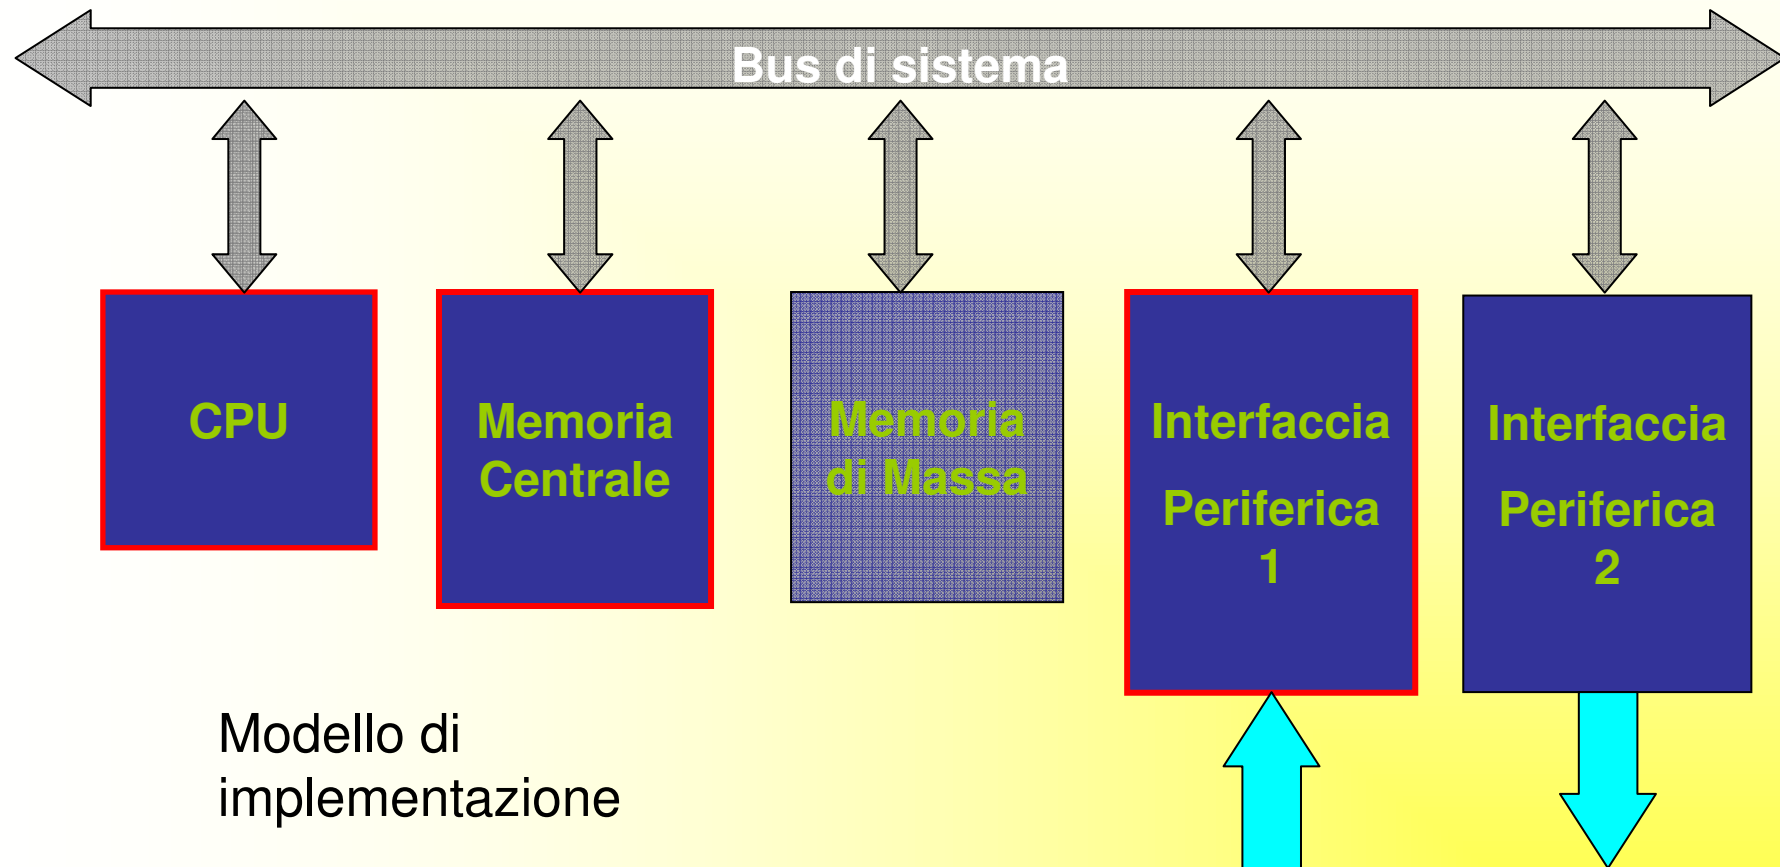 Bus di sistema
CPU
Memoria
Centrale
Memoria
di Massa
Interfaccia
Periferica
1
Interfaccia
Periferica
2
Modello di
implementazione